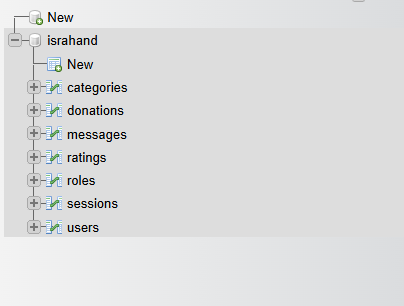 New
israhand
New
categories
donations
messages
ratings
roles
sessions
users